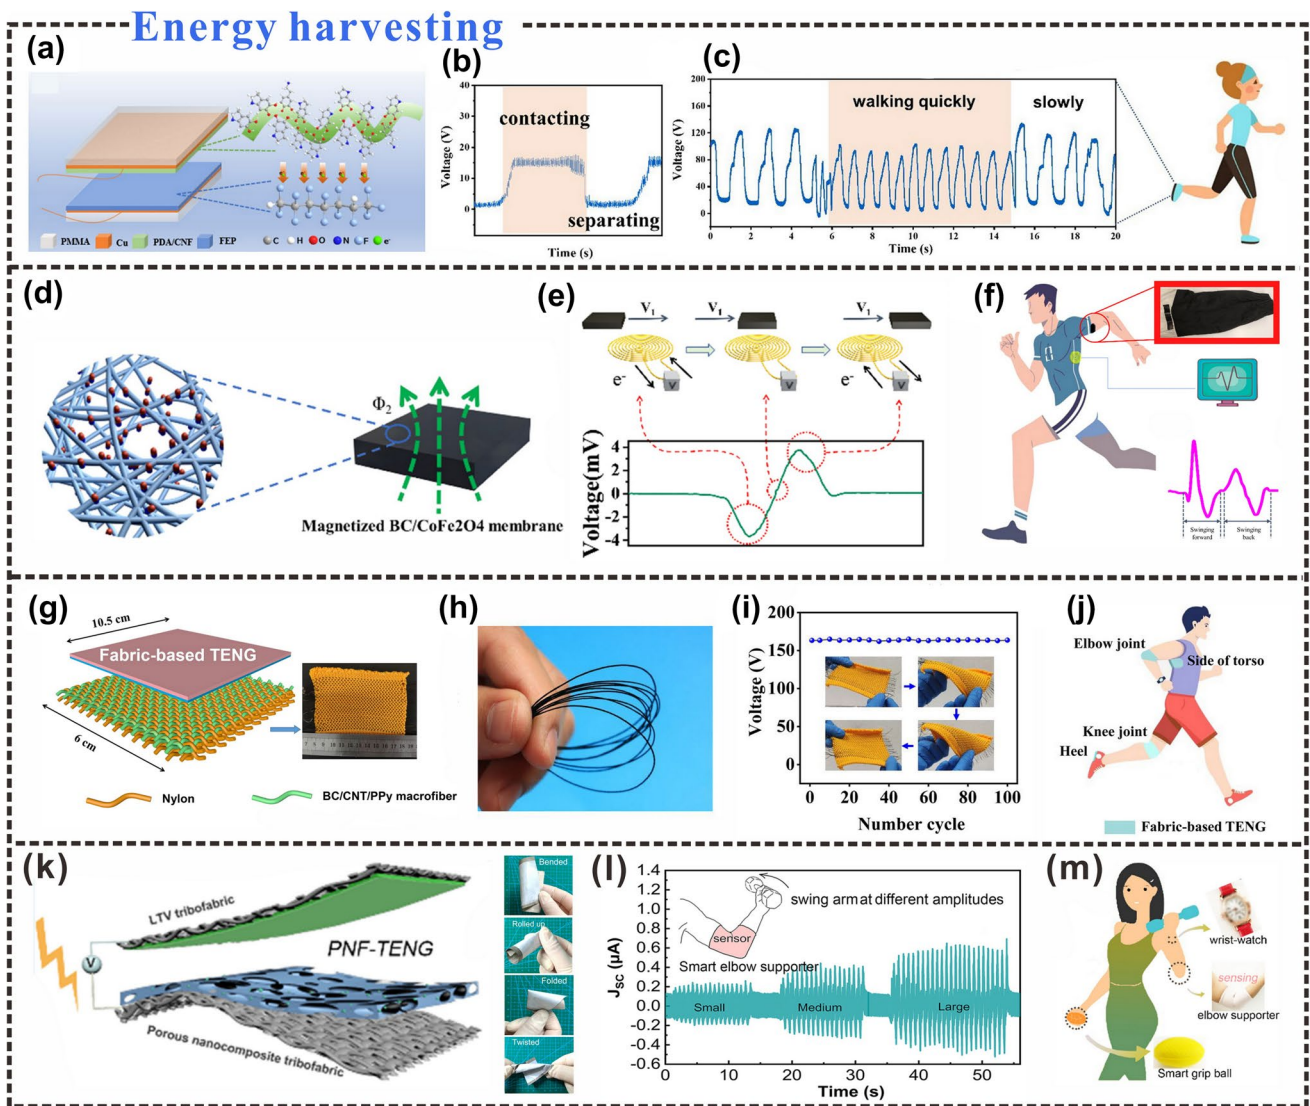 Energy harvesting
(a)
PMMA Cu PDA/CNF FEP C H O N F e⁻
(b)
Voltage (V)
40
30
20
10
0
contacting
separating
Time (s)
(c)
Voltage (V)
200
160
120
80
40
0
walking quickly
slowly
0 2 4 6 8 10 12 14 16 18 20
Time (s)
(d)
Φ2
Magnetized BC/CoFe2O4 membrane
(e)
V1 V1 V1
e⁻ V V e⁻ V
Voltage(mV)
4
2
0
-2
-4
(f)
Swinging
forward
Swinging
back
(g)
10.5 cm
Fabric-based TENG
6 cm
Nylon
BC/CNT/PPy macrofiber
(h)
(i)
Voltage (V)
200
150
100
50
0
0 20 40 60 80 100
Number cycle
(j)
Elbow joint
Side of torso
Knee joint
Heel
Fabric-based TENG
(k)
LTV tribofabric
V
PNF-TENG
Porous nanocomposite tribofabric
Bended
Rolled up
Folded
Twisted
(l)
JSC (μA)
1.4
1.2
1.0
0.8
0.6
0.4
0.2
0.0
-0.2
-0.4
-0.6
swing arm at different amplitudes
sensor
Smart elbow supporter
Small
Medium
Large
0 10 20 30 40 50
Time (s)
(m)
wrist-watch
sensing
elbow supporter
Smart grip ball